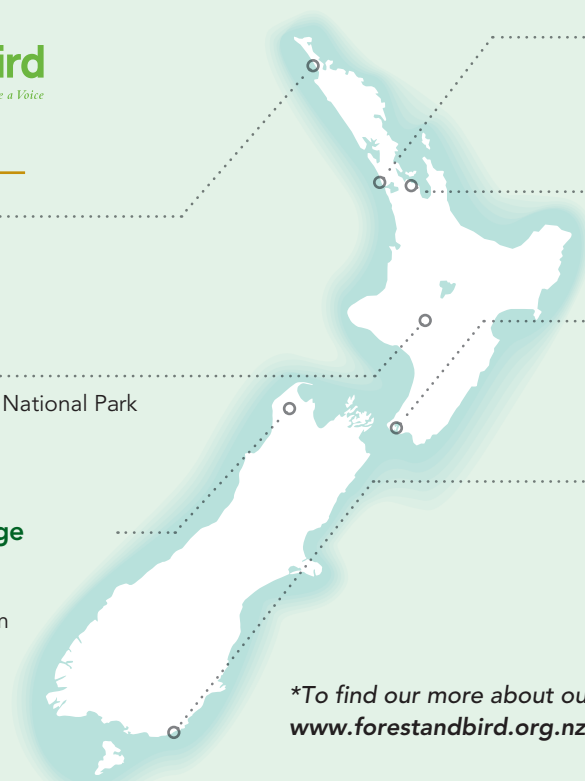 ird
e a Voice
National Park
ge
n
*To find our more about ou
www.forestandbird.org.nz